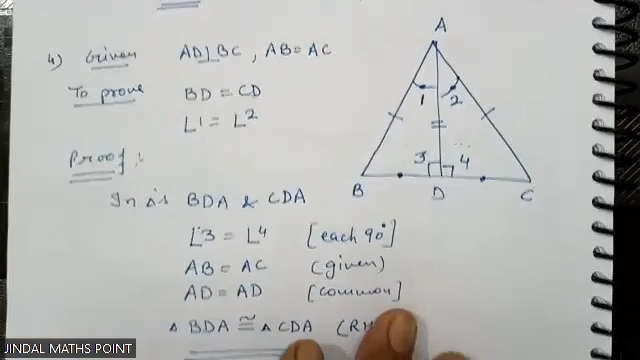 4) Given AD⊥BC, AB=AC
To prove BD = CD
∠1 = ∠2
Proof:
In Δ's BDA & CDA
∠3 = ∠4 [each 90°]
AB = AC (given)
AD = AD [common]
Δ BDA ≅ Δ CDA
A
1 2
3 4
B D C
JINDAL MATHS POINT